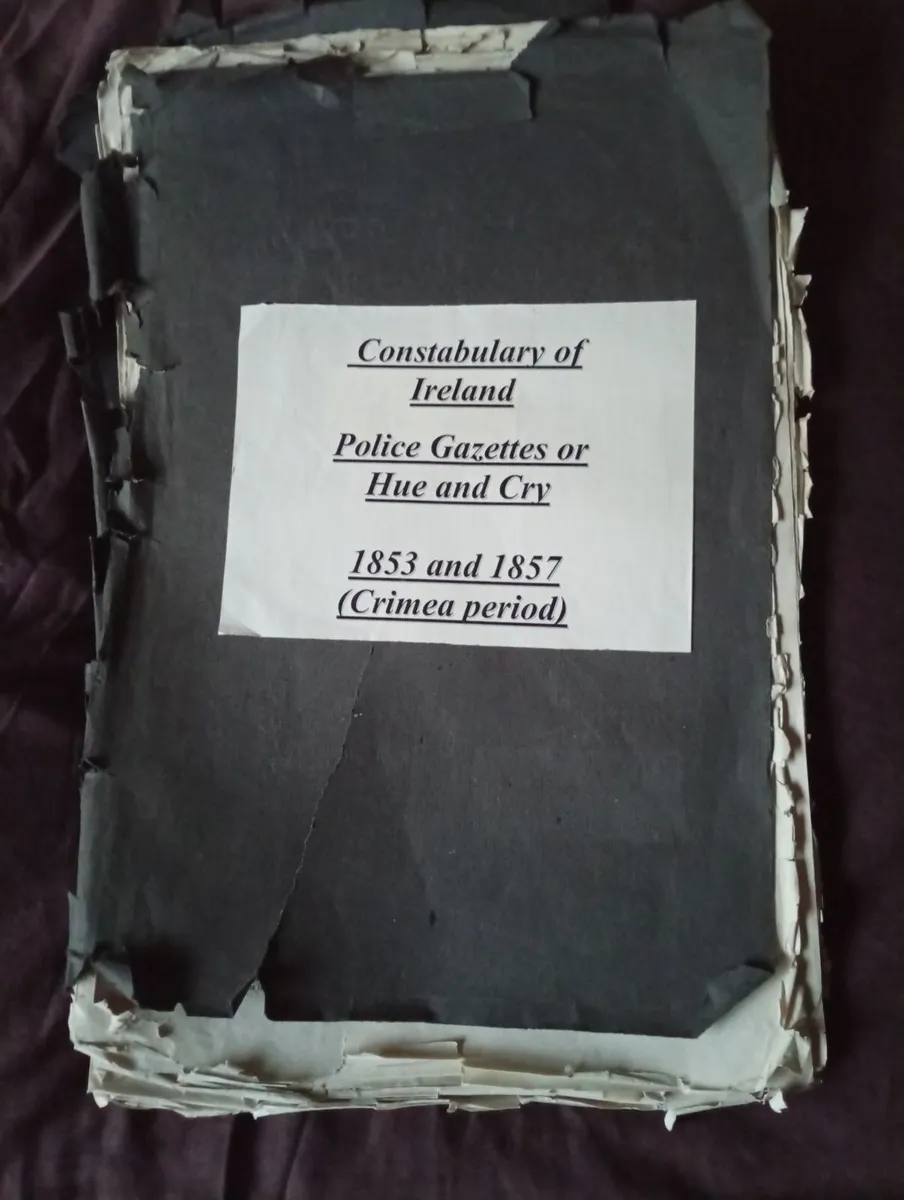 Constabulary of
Ireland
Police Gazettes or
Hue and Cry
1853 and 1857
(Crimea period)